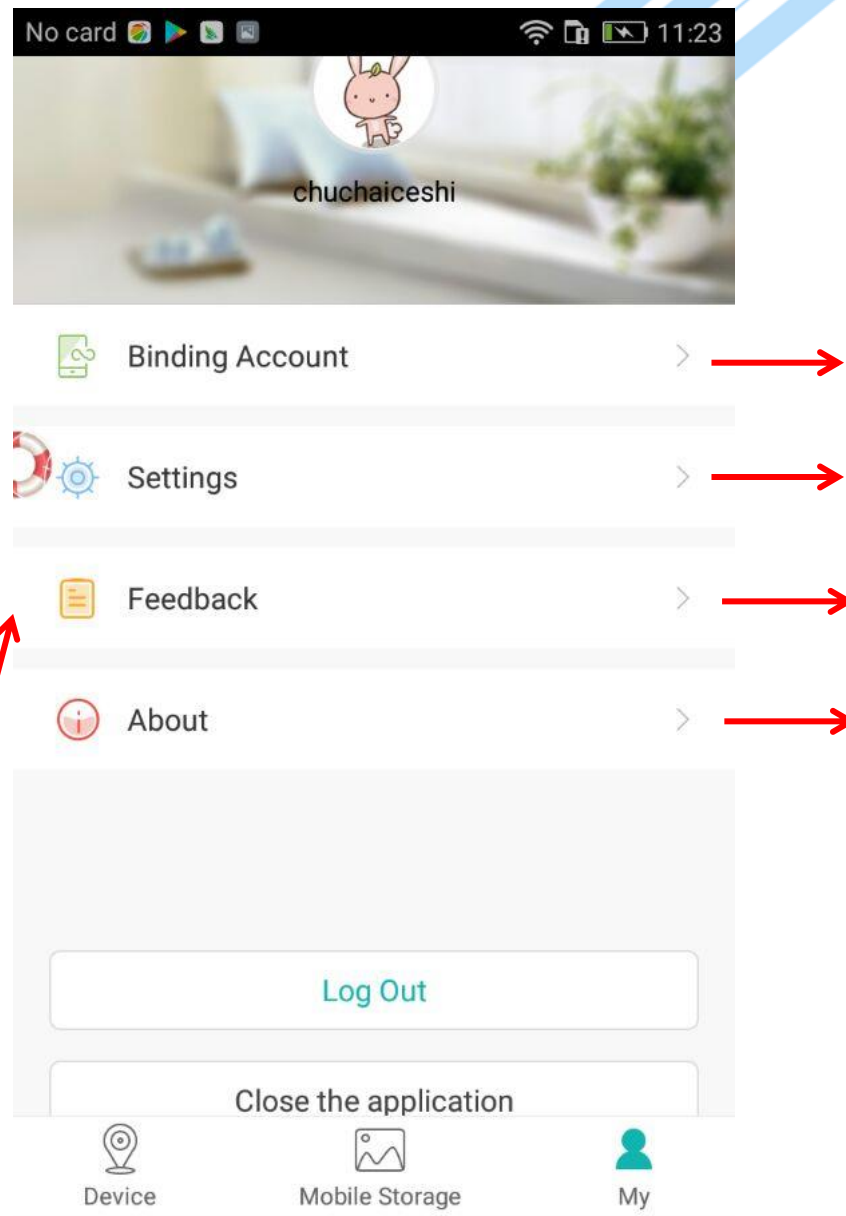 No card 11:23
chuchaiceshi
Binding Account
Settings
Feedback
About
Log Out
Close the application
Device Mobile Storage My